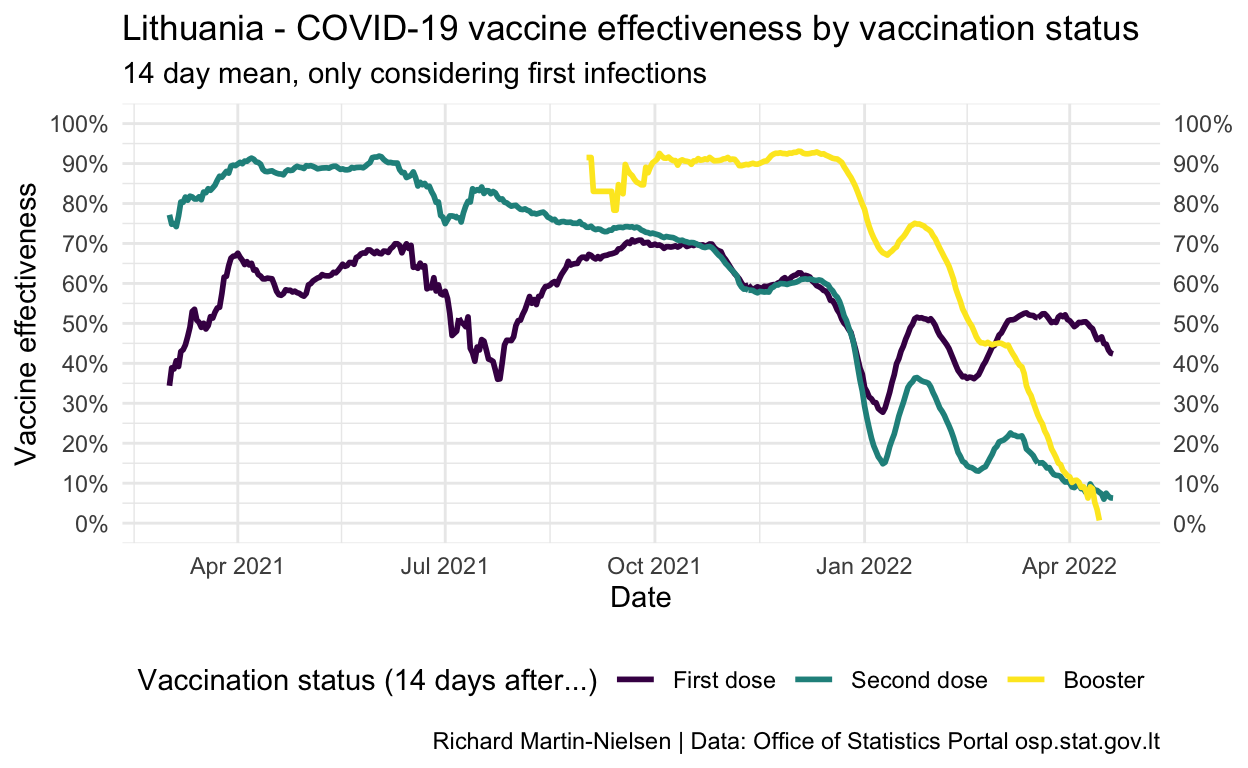 Lithuania - COVID-19 vaccine effectiveness by vaccination status
14 day mean, only considering first infections
Vaccine effectiveness
100% 100%
90% 90%
80% 80%
70% 70%
60% 60%
50% 50%
40% 40%
30% 30%
20% 20%
10% 10%
0% 0%
Apr 2021 Jul 2021 Oct 2021 Jan 2022 Apr 2022
Date
Vaccination status (14 days after...) First dose Second dose Booster
Richard Martin-Nielsen | Data: Office of Statistics Portal osp.stat.gov.lt